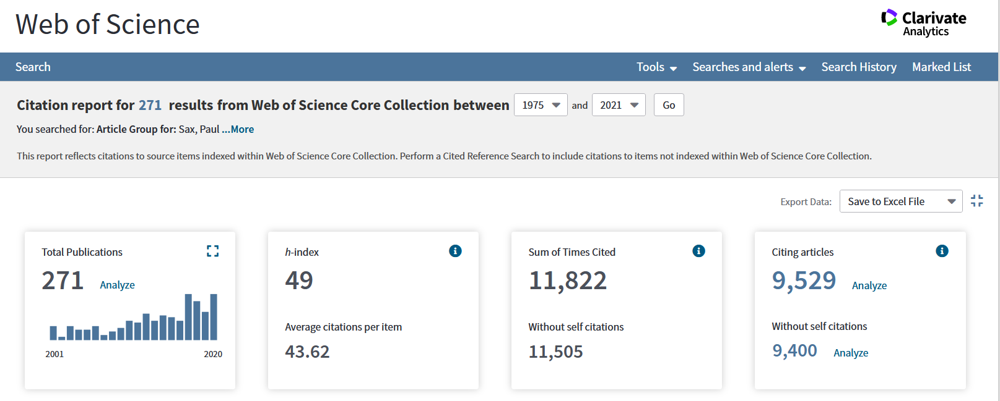 Web of Science
Clarivate
Analytics
Search
Tools
Searches and alerts
Search History
Marked List
Citation report for 271 results from Web of Science Core Collection between 1975 and 2021 Go
You searched for: Article Group for: Sax, Paul ...More
This report reflects citations to source items indexed within Web of Science Core Collection. Perform a Cited Reference Search to include citations to items not indexed within Web of Science Core Collection.
Export Data: Save to Excel File
Total Publications
271 Analyze
2001 2020
h-index
49
Average citations per item
43.62
Sum of Times Cited
11,822
Without self citations
11,505
Citing articles
9,529 Analyze
Without self citations
9,400 Analyze